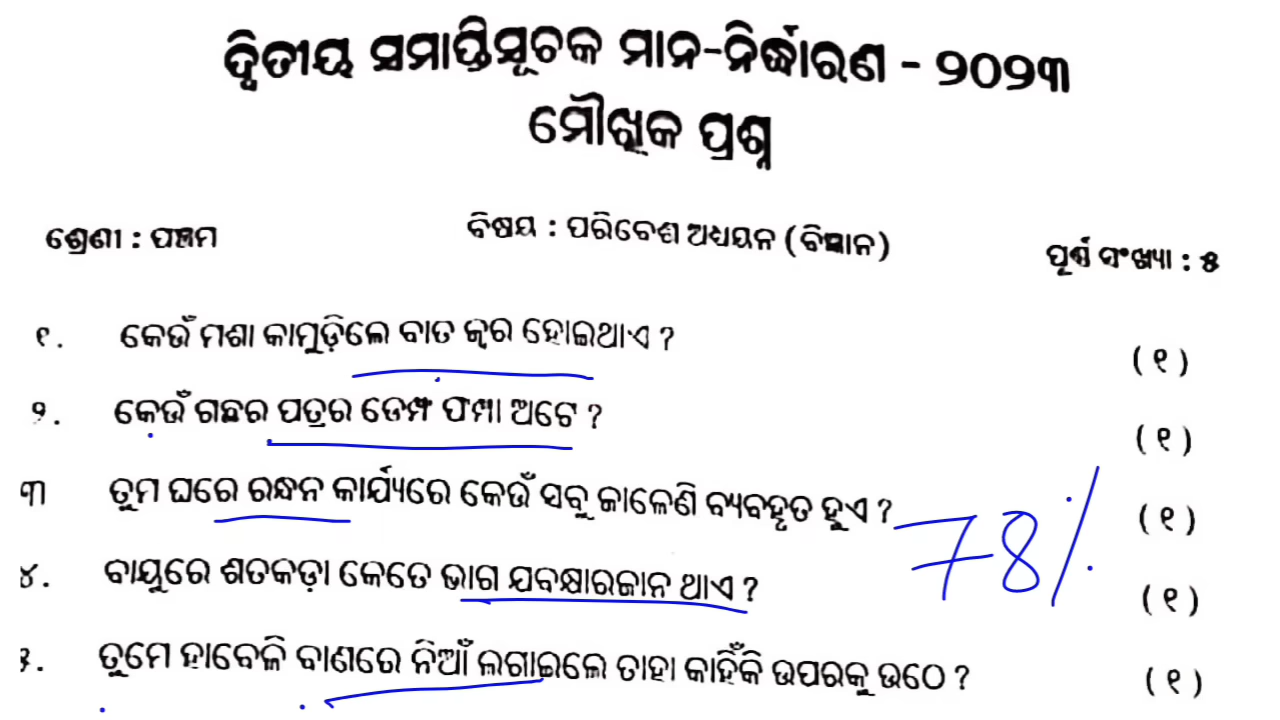 ଦ୍ୱିତୀୟ ସମାପ୍ତିସୂଚକ ମାନ-ନିର୍ଦ୍ଧାରଣ - ୨୦୨୩
ମୌଖିକ ପ୍ରଶ୍ନ
ଶ୍ରେଣୀ : ପଞ୍ଚମ ବିଷୟ : ପରିବେଶ ଅଧ୍ୟୟନ (ବିଜ୍ଞାନ) ପୂର୍ଣ୍ଣ ସଂଖ୍ୟା : ୫
୧. କେଉଁ ମଶା କାମୁଡ଼ିଲେ ବାତ ଜ୍ୱର ହୋଇଥାଏ ? (୧)
୨. କେଉଁ ଗଛର ପତ୍ରର ଡେମ୍ଫ ଫମ୍ପା ଅଟେ ? (୧)
୩ ତୁମ ଘରେ ରନ୍ଧନ କାର୍ଯ୍ୟରେ କେଉଁ ସବୁ ଜାଳେଣି ବ୍ୟବହୃତ ହୁଏ ? (୧)
78%
୪. ବାୟୁରେ ଶତକଡ଼ା କେତେ ଭାଗ ଯବକ୍ଷାରଜାନ ଥାଏ ? (୧)
ତୁମେ ହାବେଳି ବାଣରେ ନିଆଁ ଲଗାଇଲେ ତାହା କାହିଁକି ଉପରକୁ ଉଠେ ? (୧)